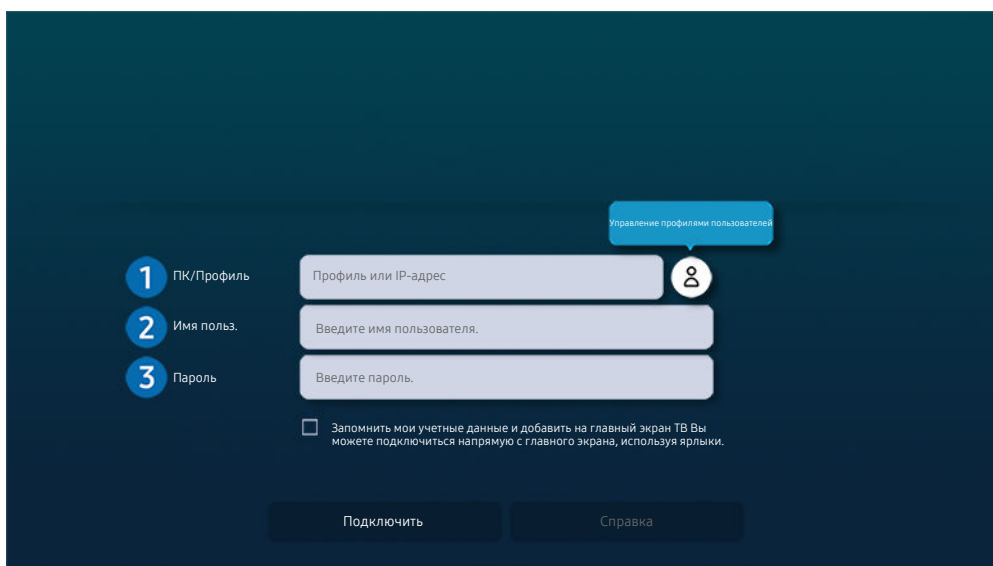 Управление профилями пользователей
1 ПК/Профиль Профиль или IP-адрес
2 Имя польз. Введите имя пользователя.
3 Пароль Введите пароль.
Запомнить мои учетные данные и добавить на главный экран ТВ Вы
можете подключиться напрямую с главного экрана, используя ярлыки.
Подключить Справка